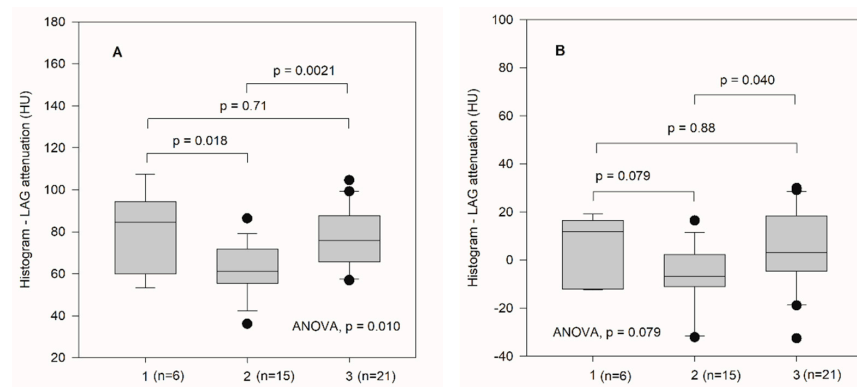 Histogram - LAG attenuation (HU)
180
160
140
120
100
80
60
40
20
A
p = 0.0021
p = 0.71
p = 0.018
ANOVA, p = 0.010
1 (n=6)
2 (n=15)
3 (n=21)
Histogram - LAG attenuation (HU)
100
80
60
40
20
0
-20
-40
B
p = 0.040
p = 0.88
p = 0.079
ANOVA, p = 0.079
1 (n=6)
2 (n=15)
3 (n=21)